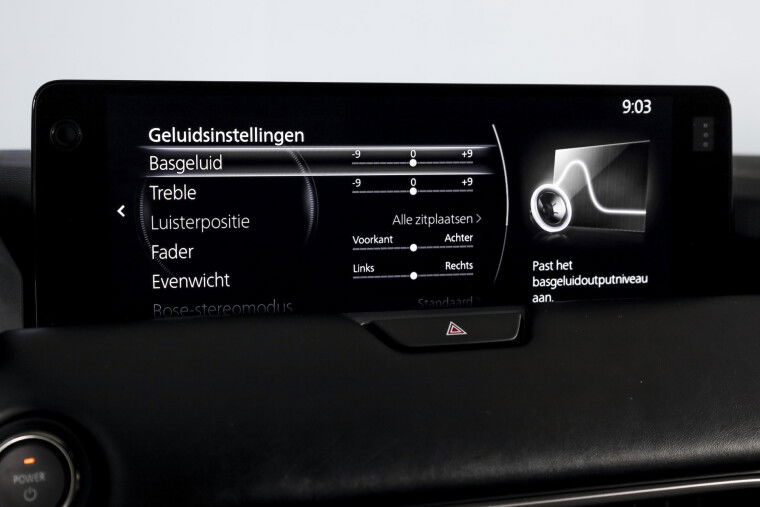 9:03
Geluidsinstellingen
Basgeluid -9 0 +9
Treble -9 0 +9
Luisterpositie Alle zitplaatsen
Fader Voorkant Achter
Evenwicht Links Rechts
Bose-stereomodus Standaard
Past het
basgeluidoutputniveau
aan.
POWER